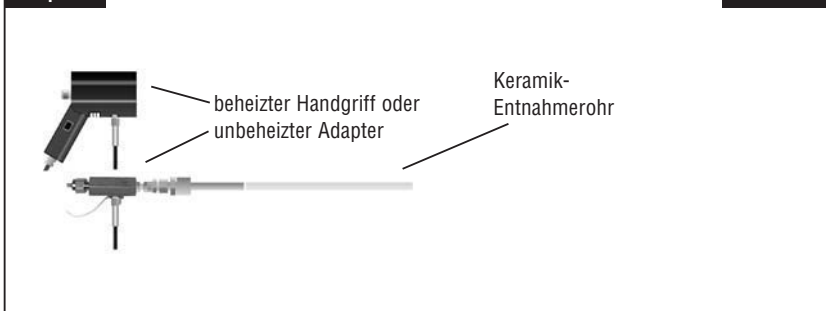 beheizter Handgriff oder
unbeheizter Adapter
Keramik-
Entnahmerohr